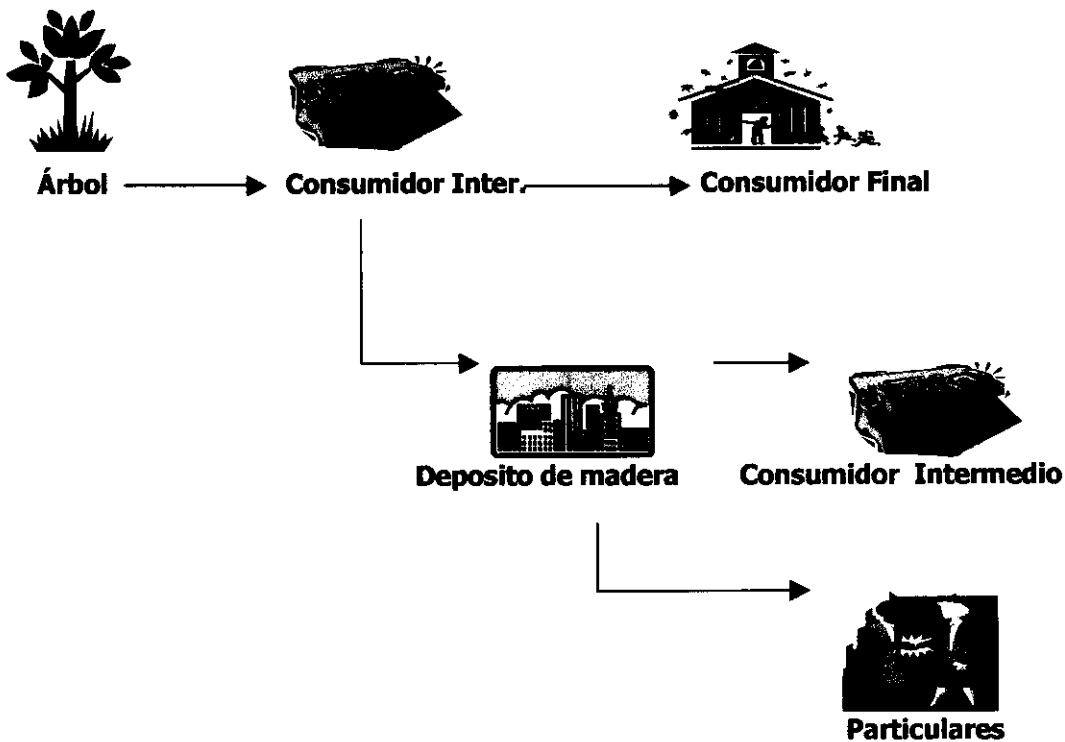 Árbol
Consumidor Inter.
Consumidor Final
Deposito de madera
Consumidor Intermedio
Particulares